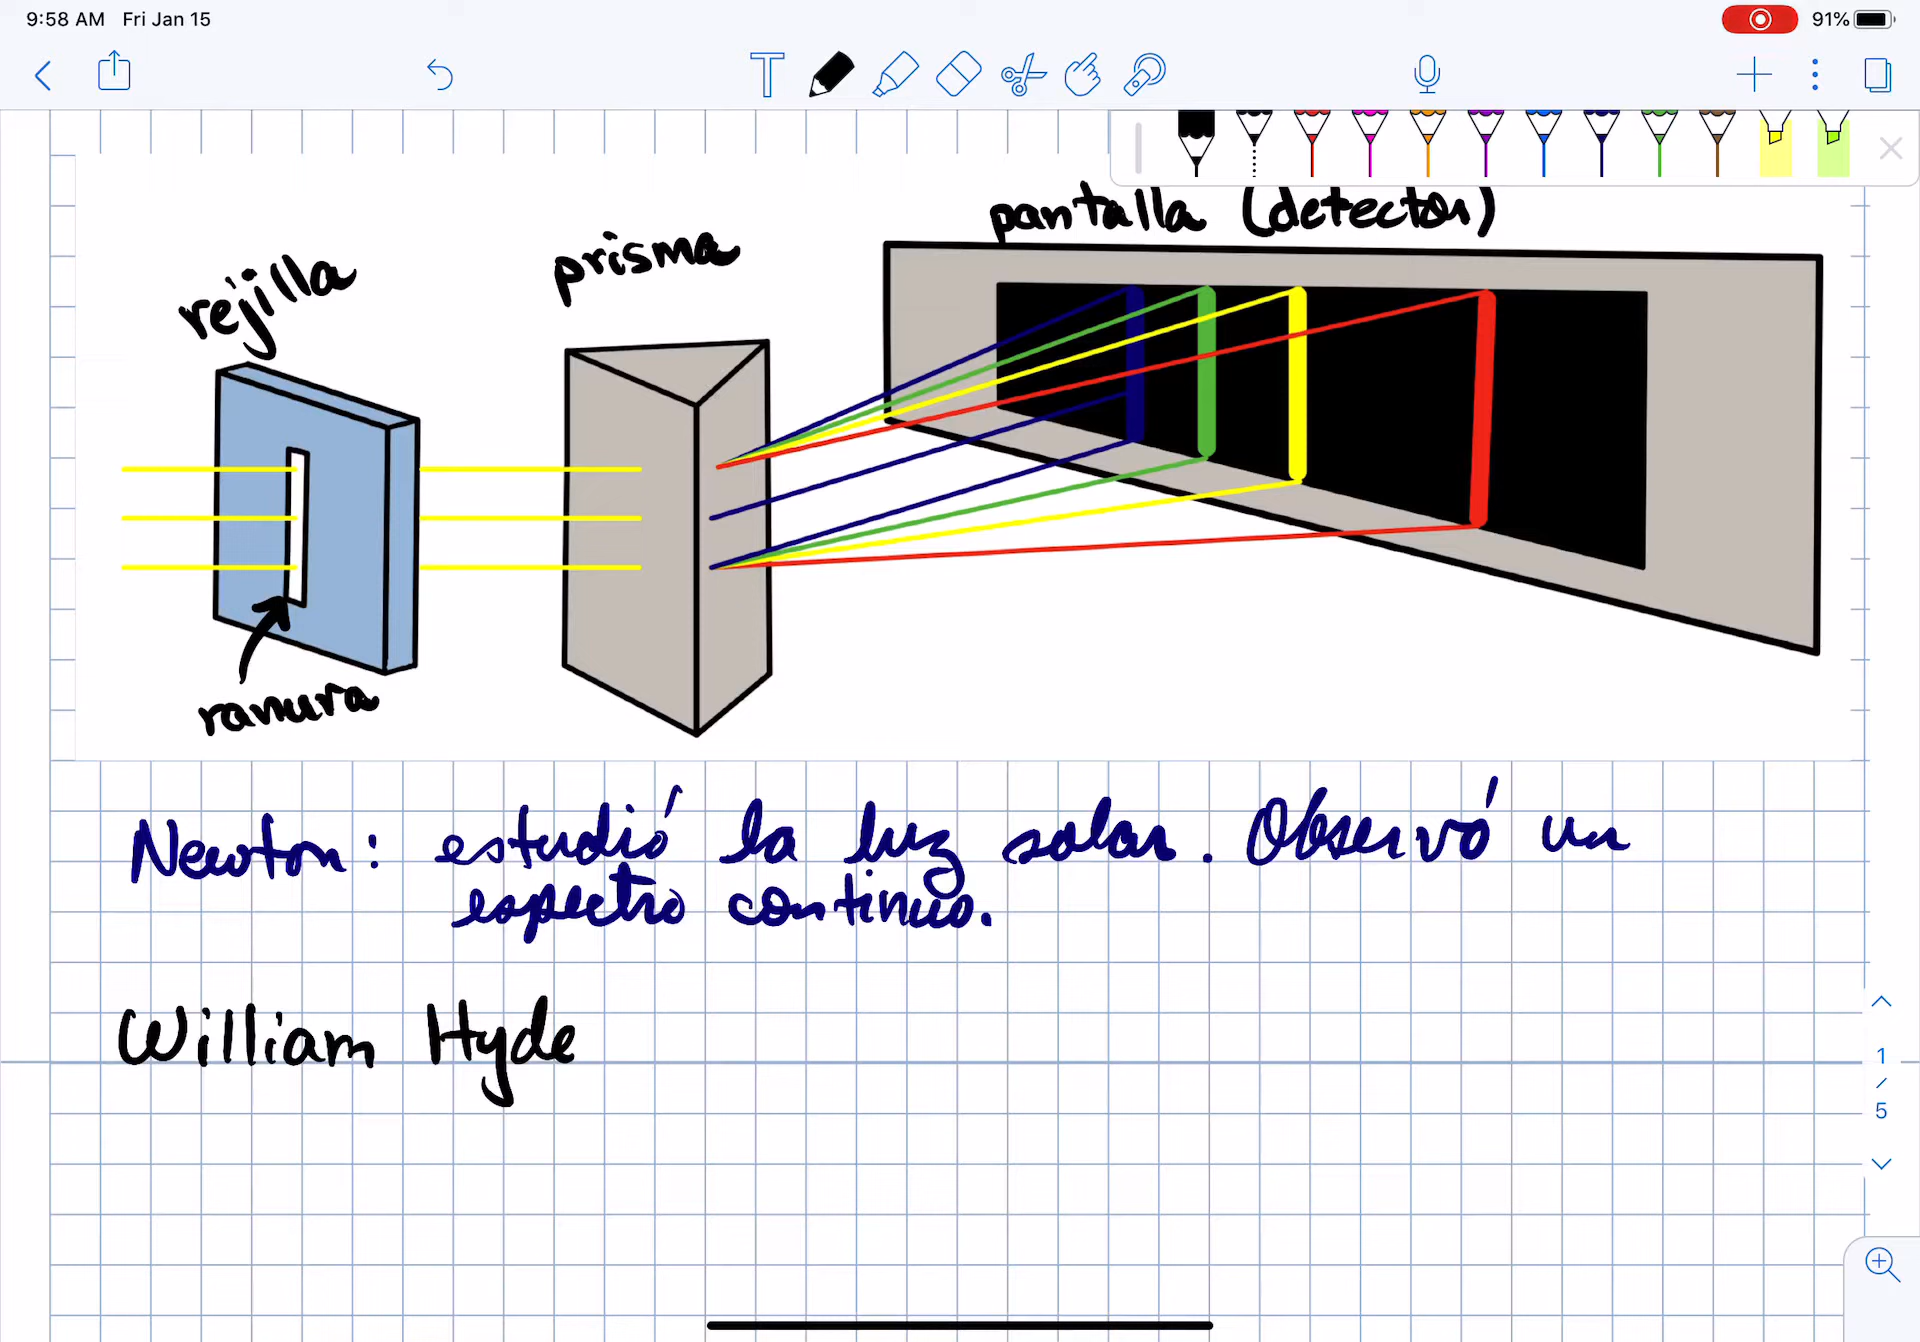 9:58 AM Fri Jan 15
91%
T
pantalla (detector)
prisma
rejilla
ranura
Newton: estudió la luz solar. Observó un
espectro continuo.
William Hyde
1
/
5